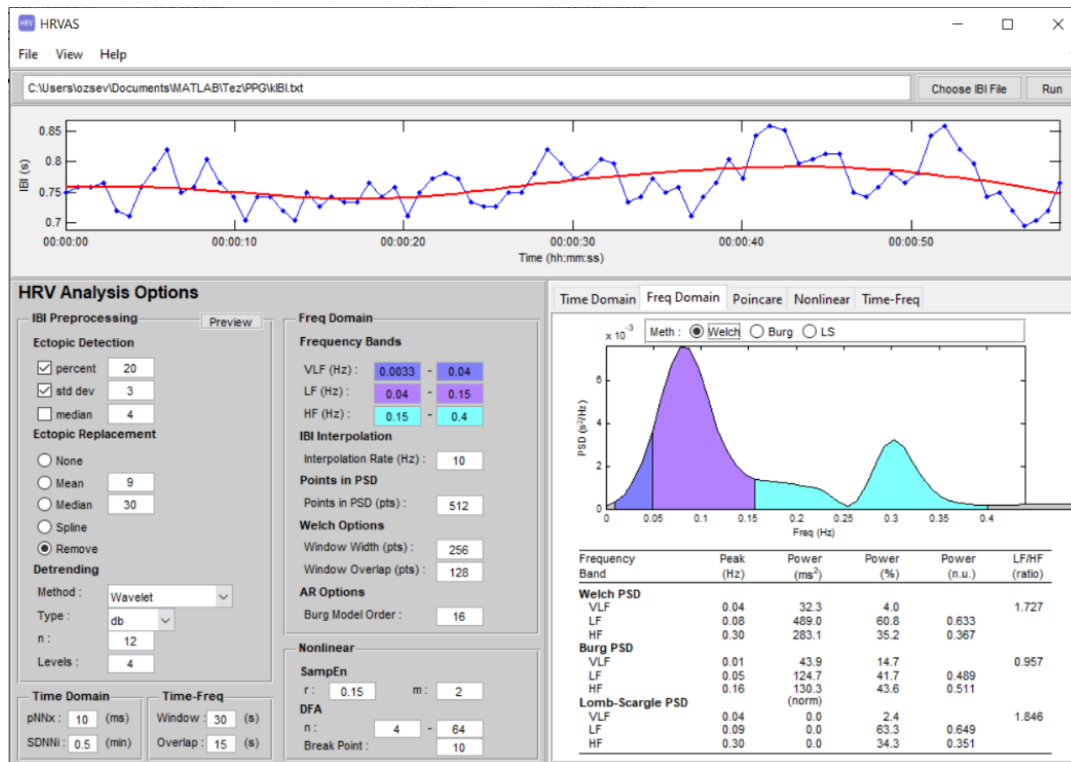 HRV HRVAS
File View Help
C:\Users\ozsev\Documents\MATLAB\Tez\PPG\kIBI.txt Choose IBI File Run
0.85
0.8
0.75
0.7
IBI (s)
00:00:00 00:00:10 00:00:20 00:00:30 00:00:40 00:00:50
Time (hh:mm:ss)
HRV Analysis Options
IBI Preprocessing Preview
Ectopic Detection
percent 20
std dev 3
median 4
Ectopic Replacement
None
Mean 9
Median 30
Spline
Remove
Detrending
Method : Wavelet
Type : db
n : 12
Levels : 4
Time Domain
pNNx : 10 (ms)
SDNNi : 0.5 (min)
Time-Freq
Window : 30 (s)
Overlap : 15 (s)
Freq Domain
Frequency Bands
VLF (Hz) : 0.0033 - 0.04
LF (Hz) : 0.04 - 0.15
HF (Hz) : 0.15 - 0.4
IBI Interpolation
Interpolation Rate (Hz) : 10
Points in PSD
Points in PSD (pts) : 512
Welch Options
Window Width (pts) : 256
Window Overlap (pts) : 128
AR Options
Burg Model Order : 16
Nonlinear
SampEn
r : 0.15 m : 2
DFA
n : 4 - 64
Break Point : 10
Time Domain Freq Domain Poincare Nonlinear Time-Freq
x 10⁻³ Meth : Welch Burg LS
6
4
2
0
PSD (s²/Hz)
0 0.05 0.1 0.15 0.2 0.25 0.3 0.35 0.4
Freq (Hz)
Frequency Peak Power Power Power LF/HF
Band (Hz) (ms²) (%) (n.u.) (ratio)
Welch PSD
VLF 0.04 32.3 4.0 1.727
LF 0.08 489.0 60.8 0.633
HF 0.30 283.1 35.2 0.367
Burg PSD
VLF 0.01 43.9 14.7 0.957
LF 0.05 124.7 41.7 0.489
HF 0.16 130.3 43.6 0.511
Lomb-Scargle PSD (norm)
VLF 0.04 0.0 2.4 1.846
LF 0.09 0.0 63.3 0.649
HF 0.30 0.0 34.3 0.351